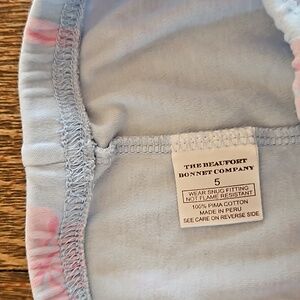 THE BEAUFORT
BONNET COMPANY
5
WEAR SNUG FITTING
NOT FLAME RESISTANT
100% PIMA COTTON
MADE IN PERU
SEE CARE ON REVERSE SIDE